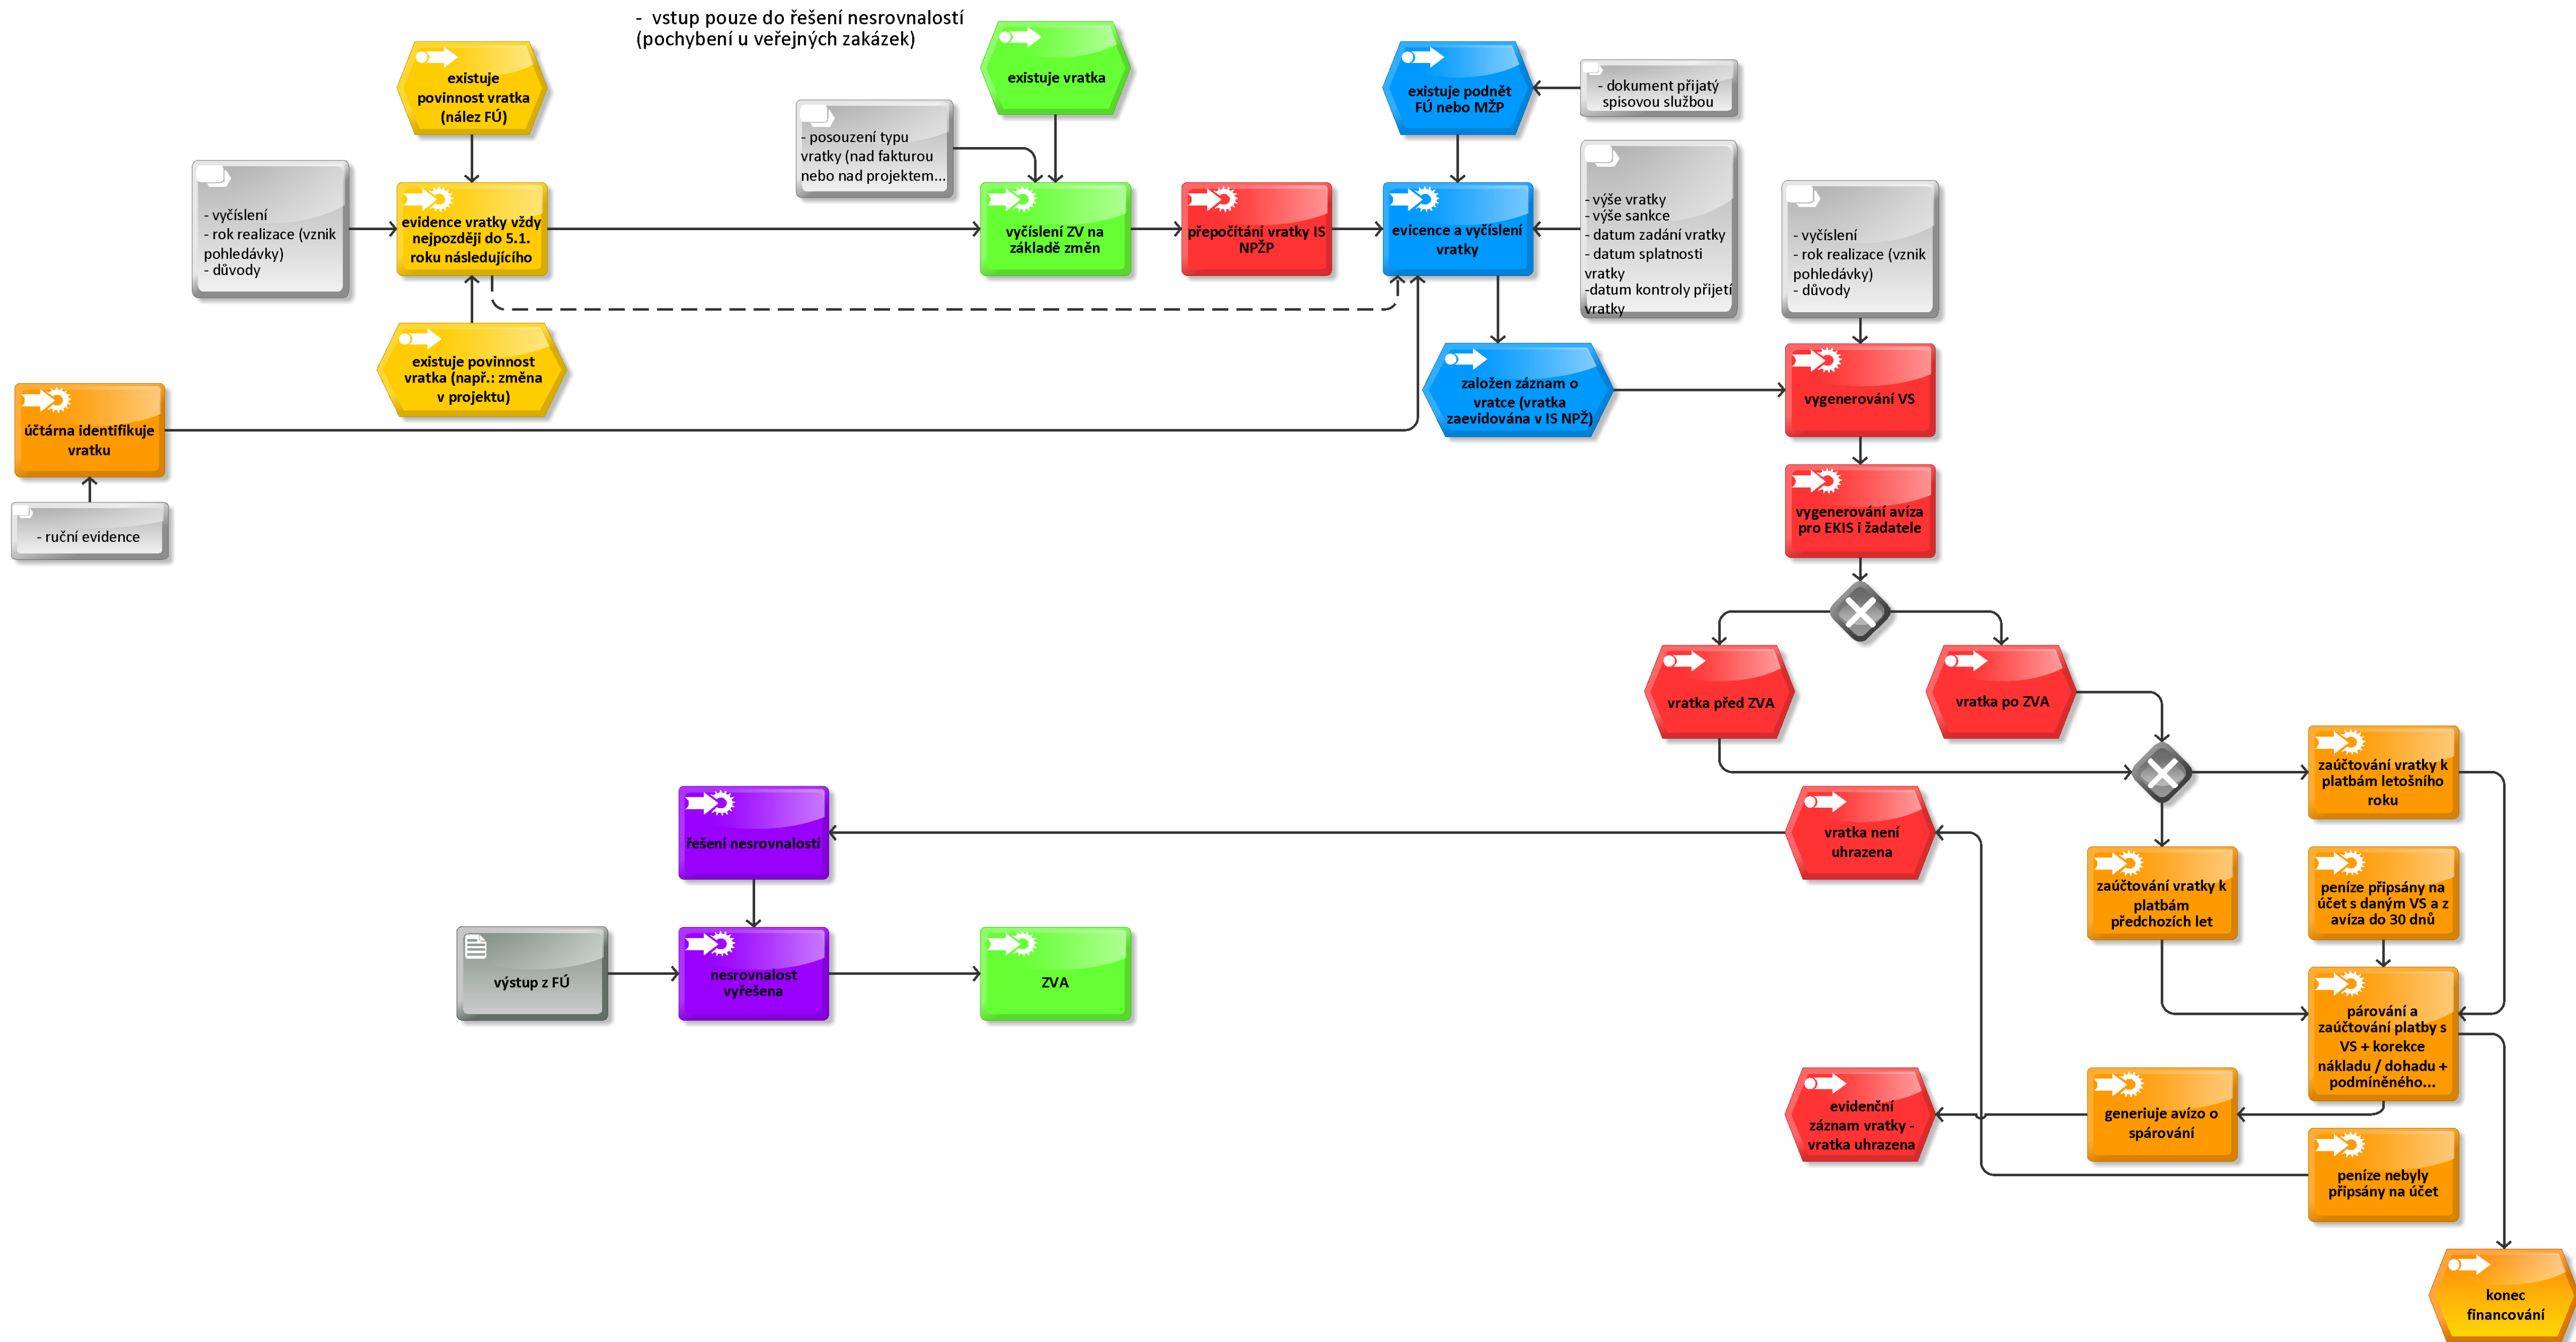 -  vstup pouze do řešení nesrovnalostí
(pochybení u veřejných zakázek)
existuje
povinnost vratka
(nález FÚ)
existuje vratka
existuje podnět
FÚ nebo MŽP
- dokument přijatý
spisovou službou
- posouzení typu
vratky (nad fakturou
nebo nad projektem...
- vyčíslení
- rok realizace (vznik
pohledávky)
- důvody
evidence vratky vždy
nejpozději do 5.1.
roku následujícího
vyčíslení ZV na
základě změn
přepočítání vratky IS
NPŽP
evicence a vyčíslení
vratky
- výše vratky
- výše sankce
- datum zadání vratky
- datum splatnosti
vratky
-datum kontroly přijetí
vratky
- vyčíslení
- rok realizace (vznik
pohledávky)
- důvody
existuje povinnost
vratka (např.: změna
v projektu)
založen záznam o
vratce (vratka
zaevidována v IS NPŽ)
vygenerování VS
účtárna identifikuje
vratku
- ruční evidence
vygenerování avíza
pro EKIS i žadatele
vratka před ZVA
vratka po ZVA
zaúčtování vratky k
platbám letošního
roku
řešení nesrovnalostí
vratka není
uhrazena
zaúčtování vratky k
platbám
předchozích let
peníze připsány na
účet s daným VS a z
avíza do 30 dnů
výstup z FÚ
nesrovnalost
vyřešena
ZVA
párování a
zaúčtování platby s
VS + korekce
nákladu / dohadu +
podmíněného...
evidenční
záznam vratky -
vratka uhrazena
generiuje avízo o
spárování
peníze nebyly
připsány na účet
konec
financování